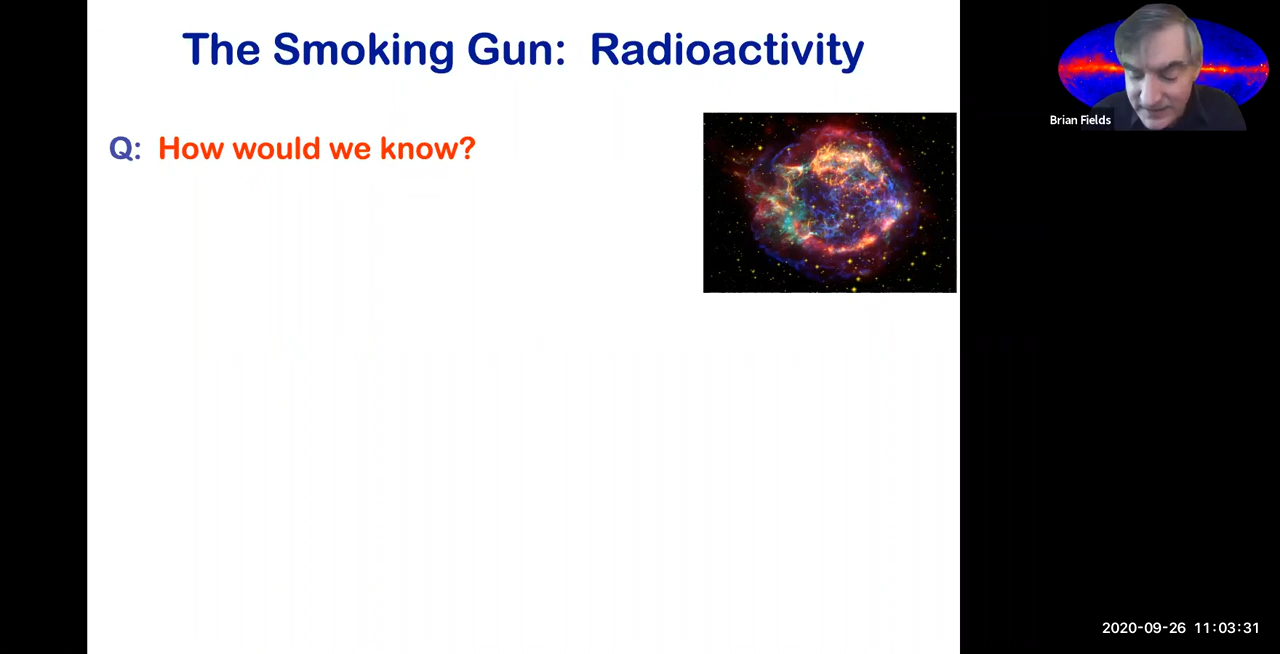 The Smoking Gun: Radioactivity
Q: How would we know?
Brian Fields
2020-09-26 11:03:31